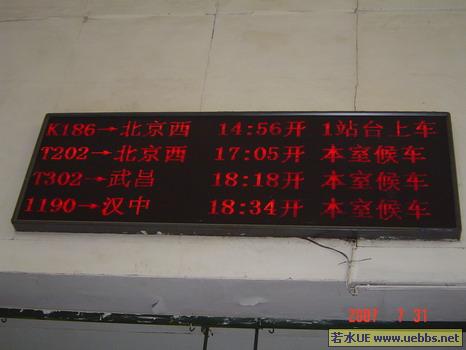 K186→北京西 14:56开 1站台上车
T202→北京西 17:05开 本室候车
T302→武昌 18:18开 本室候车
1190→汉中 18:34开 本室候车
2007 7 31
若水UE www.uebbs.net